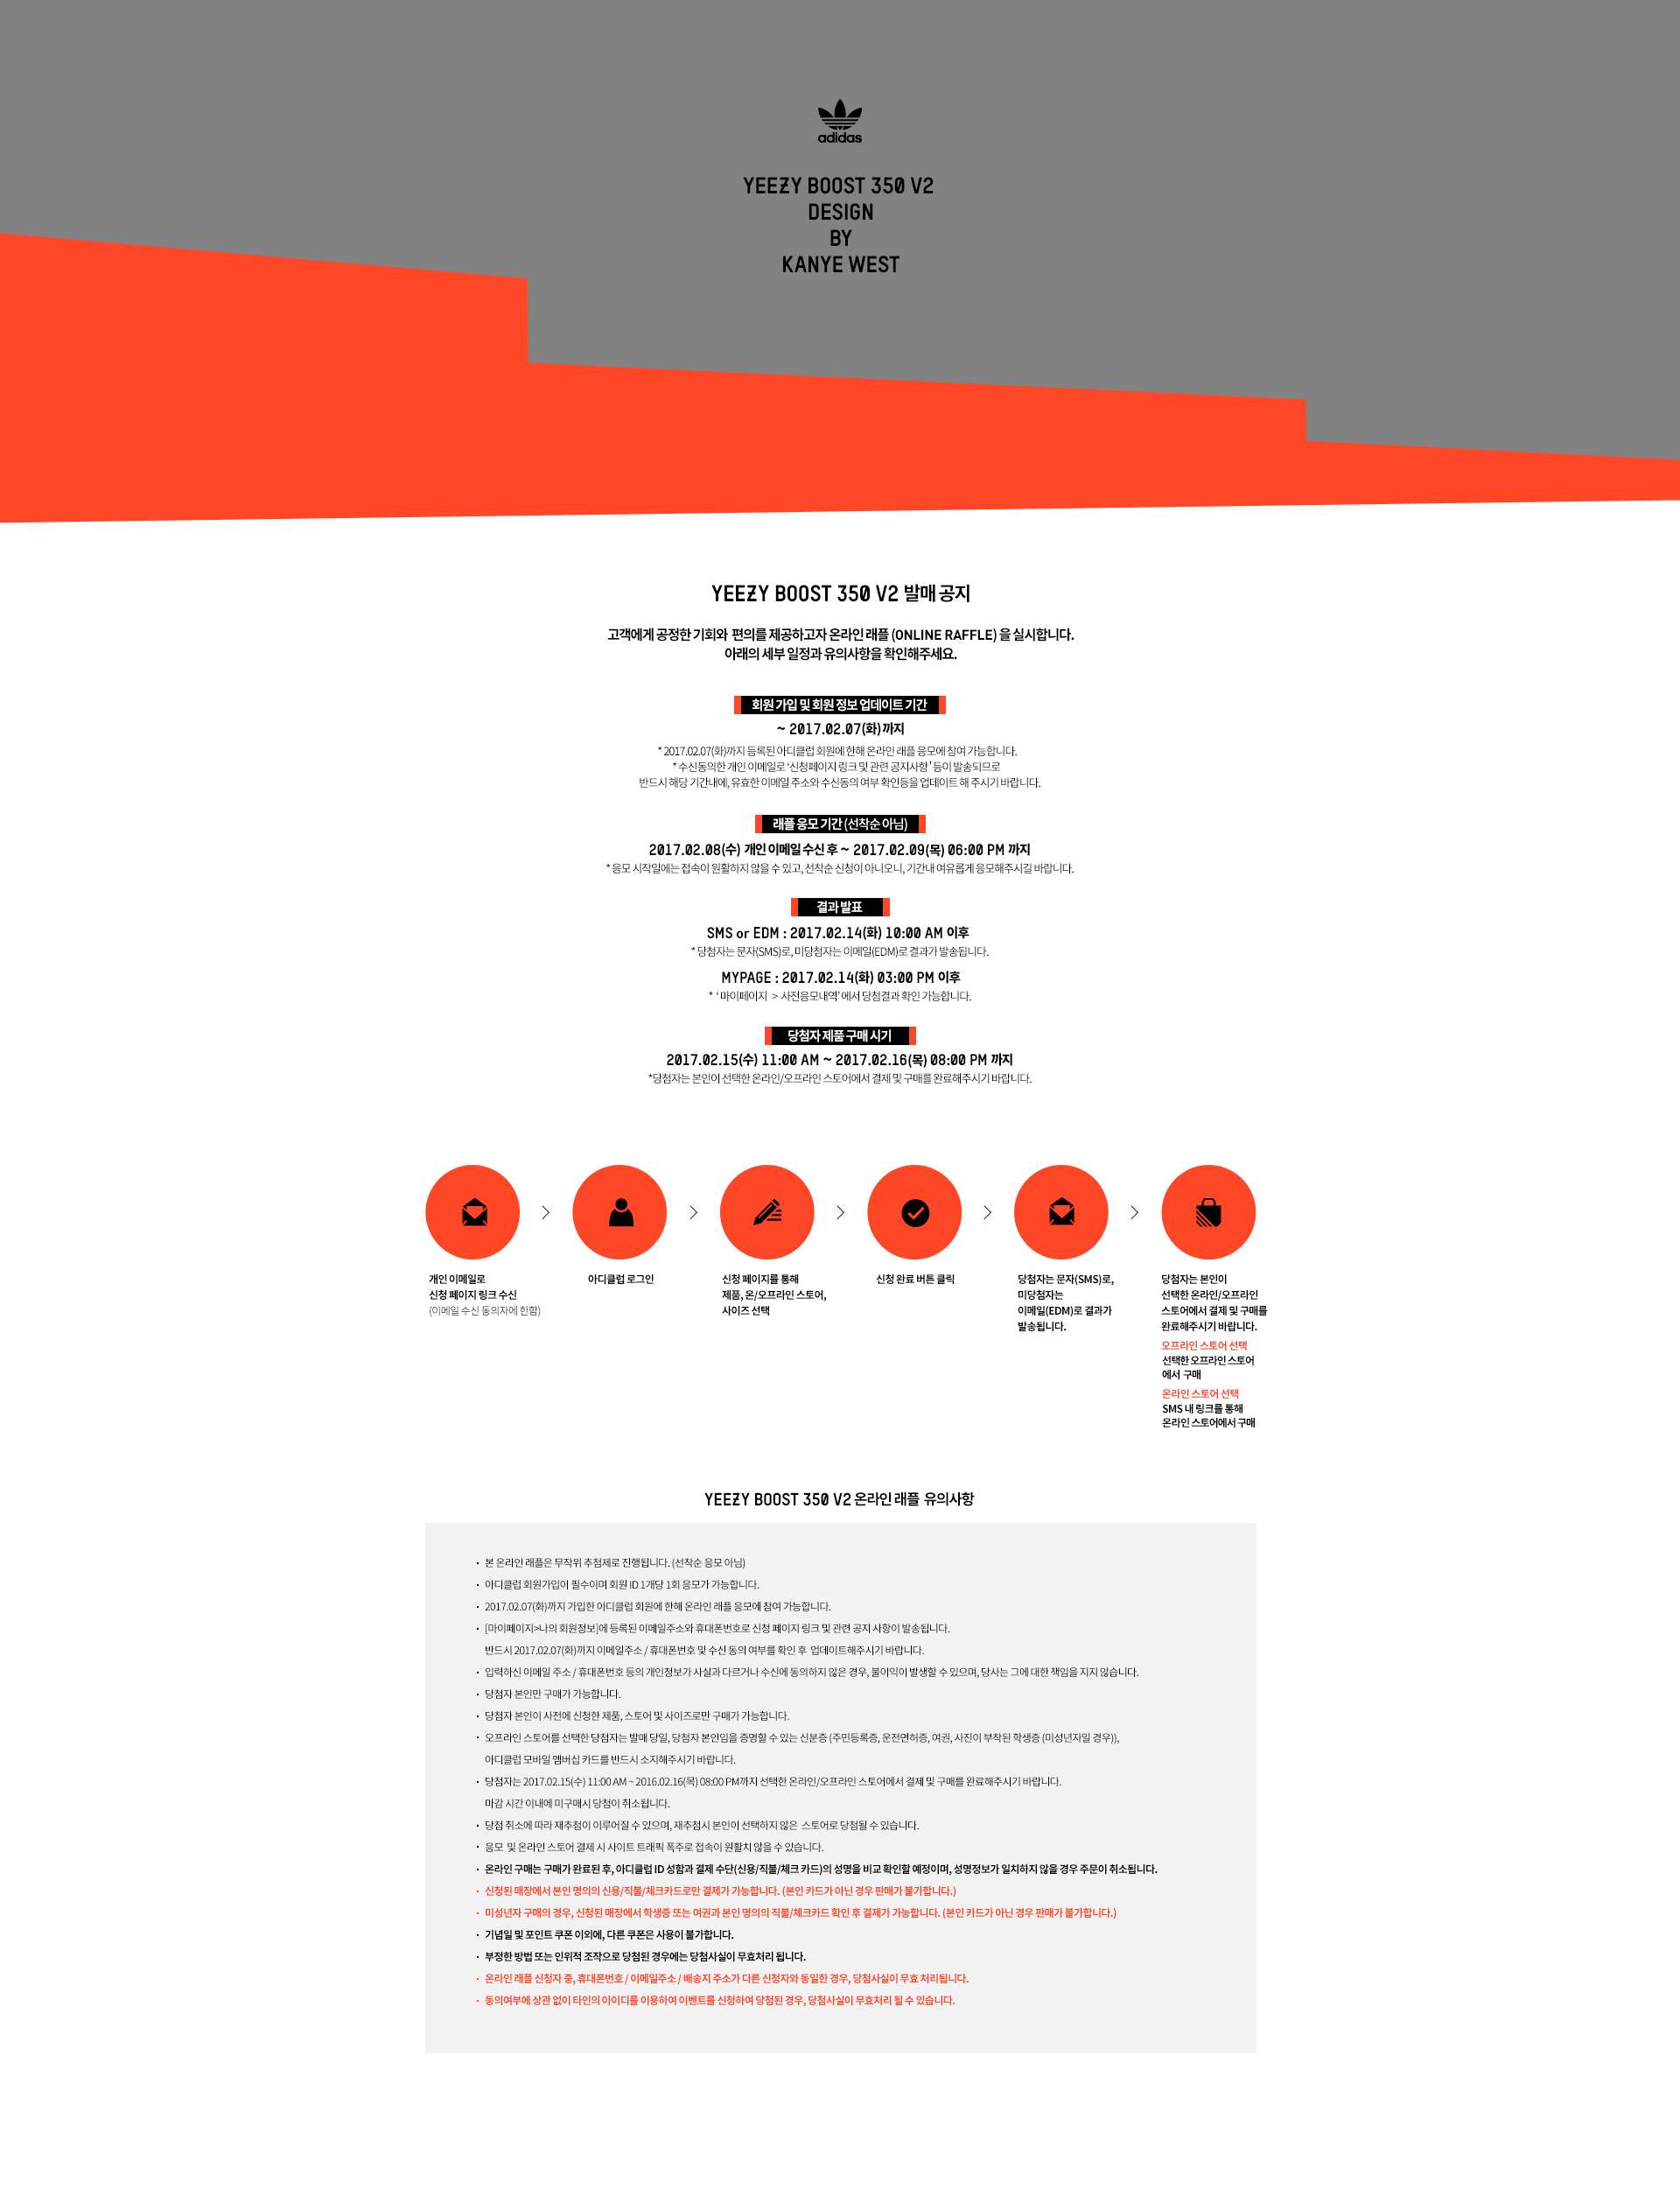 adidas
YEEZY BOOST 350 V2
DESIGN
BY
KANYE WEST
YEEZY BOOST 350 V2 발매 공지
고객에게 공정한 기회와 편의를 제공하고자 온라인 래플 (ONLINE RAFFLE) 을 실시합니다.
아래의 세부 일정과 유의사항을 확인해주세요.
회원 가입 및 회원 정보 업데이트 기간
~ 2017.02.07(화)까지
* 2017.02.07(화)까지 등록된 아디클럽 회원에 한해 온라인 래플 응모에 참여 가능합니다.
* 수신동의한 개인 이메일로 ‘신청페이지 링크 및 관련 공지사항 ' 등이 발송되므로
반드시 해당 기간내에, 유효한 이메일 주소와 수신동의 여부 확인등을 업데이트 해 주시기 바랍니다.
래플 응모 기간 (선착순 아님)
2017.02.08(수) 개인 이메일 수신 후 ~ 2017.02.09(목) 06:00 PM 까지
* 응모 시작일에는 접속이 원활하지 않을 수 있고, 선착순 신청이 아니오니, 기간내 여유롭게 응모해주시길 바랍니다.
결과 발표
SMS or EDM : 2017.02.14(화) 10:00 AM 이후
* 당첨자는 문자(SMS)로, 미당첨자는 이메일(EDM)로 결과가 발송됩니다.
MYPAGE : 2017.02.14(화) 03:00 PM 이후
* ‘ 마이페이지 > 사전응모내역’ 에서 당첨결과 확인 가능합니다.
당첨자 제품 구매 시기
2017.02.15(수) 11:00 AM ~ 2017.02.16(목) 08:00 PM 까지
*당첨자는 본인이 선택한 온라인/오프라인 스토어에서 결제 및 구매를 완료해주시기 바랍니다.
개인 이메일로
신청 페이지 링크 수신
(이메일 수신 동의자에 한함)
아디클럽 로그인
신청 페이지를 통해
제품, 온/오프라인 스토어,
사이즈 선택
신청 완료 버튼 클릭
당첨자는 문자(SMS)로,
미당첨자는
이메일(EDM)로 결과가
발송됩니다.
당첨자는 본인이
선택한 온라인/오프라인
스토어에서 결제 및 구매를
완료해주시기 바랍니다.
오프라인 스토어 선택
선택한 오프라인 스토어
에서 구매
온라인 스토어 선택
SMS 내 링크를 통해
온라인 스토어에서 구매
YEEZY BOOST 350 V2 온라인 래플 유의사항
· 본 온라인 래플은 무작위 추첨제로 진행됩니다. (선착순 응모 아님)
· 아디클럽 회원가입이 필수이며 회원 ID 1개당 1회 응모가 가능합니다.
· 2017.02.07(화)까지 가입한 아디클럽 회원에 한해 온라인 래플 응모에 참여 가능합니다.
· [마이페이지>나의 회원정보]에 등록된 이메일주소와 휴대폰번호로 신청 페이지 링크 및 관련 공지 사항이 발송됩니다.
반드시 2017.02.07(화)까지 이메일주소 / 휴대폰번호 및 수신 동의 여부를 확인 후 업데이트해주시기 바랍니다.
· 입력하신 이메일 주소 / 휴대폰번호 등의 개인정보가 사실과 다르거나 수신에 동의하지 않은 경우, 불이익이 발생할 수 있으며, 당사는 그에 대한 책임을 지지 않습니다.
· 당첨자 본인만 구매가 가능합니다.
· 당첨자 본인이 사전에 신청한 제품, 스토어 및 사이즈로만 구매가 가능합니다.
· 오프라인 스토어를 선택한 당첨자는 발매 당일, 당첨자 본인임을 증명할 수 있는 신분증 (주민등록증, 운전면허증, 여권, 사진이 부착된 학생증 (미성년자일 경우)),
아디클럽 모바일 멤버십 카드를 반드시 소지해주시기 바랍니다.
· 당첨자는 2017.02.15(수) 11:00 AM ~ 2016.02.16(목) 08:00 PM까지 선택한 온라인/오프라인 스토어에서 결제 및 구매를 완료해주시기 바랍니다.
마감 시간 이내에 미구매시 당첨이 취소됩니다.
· 당첨 취소에 따라 재추첨이 이루어질 수 있으며, 재추첨시 본인이 선택하지 않은 스토어로 당첨될 수 있습니다.
· 응모 및 온라인 스토어 결제 시 사이트 트래픽 폭주로 접속이 원활치 않을 수 있습니다.
· 온라인 구매는 구매가 완료된 후, 아디클럽 ID 성함과 결제 수단(신용/직불/체크 카드)의 성명을 비교 확인할 예정이며, 성명정보가 일치하지 않을 경우 주문이 취소됩니다.
· 신청된 매장에서 본인 명의의 신용/직불/체크카드로만 결제가 가능합니다. (본인 카드가 아닌 경우 판매가 불가합니다.)
· 미성년자 구매의 경우, 신청된 매장에서 학생증 또는 여권과 본인 명의의 직불/체크카드 확인 후 결제가 가능합니다. (본인 카드가 아닌 경우 판매가 불가합니다.)
· 기념일 및 포인트 쿠폰 이외에, 다른 쿠폰은 사용이 불가합니다.
· 부정한 방법 또는 인위적 조작으로 당첨된 경우에는 당첨사실이 무효처리 됩니다.
· 온라인 래플 신청자 중, 휴대폰번호 / 이메일주소 / 배송지 주소가 다른 신청자와 동일한 경우, 당첨사실이 무효 처리됩니다.
· 동의여부에 상관 없이 타인의 아이디를 이용하여 이벤트를 신청하여 당첨된 경우, 당첨사실이 무효처리 될 수 있습니다.